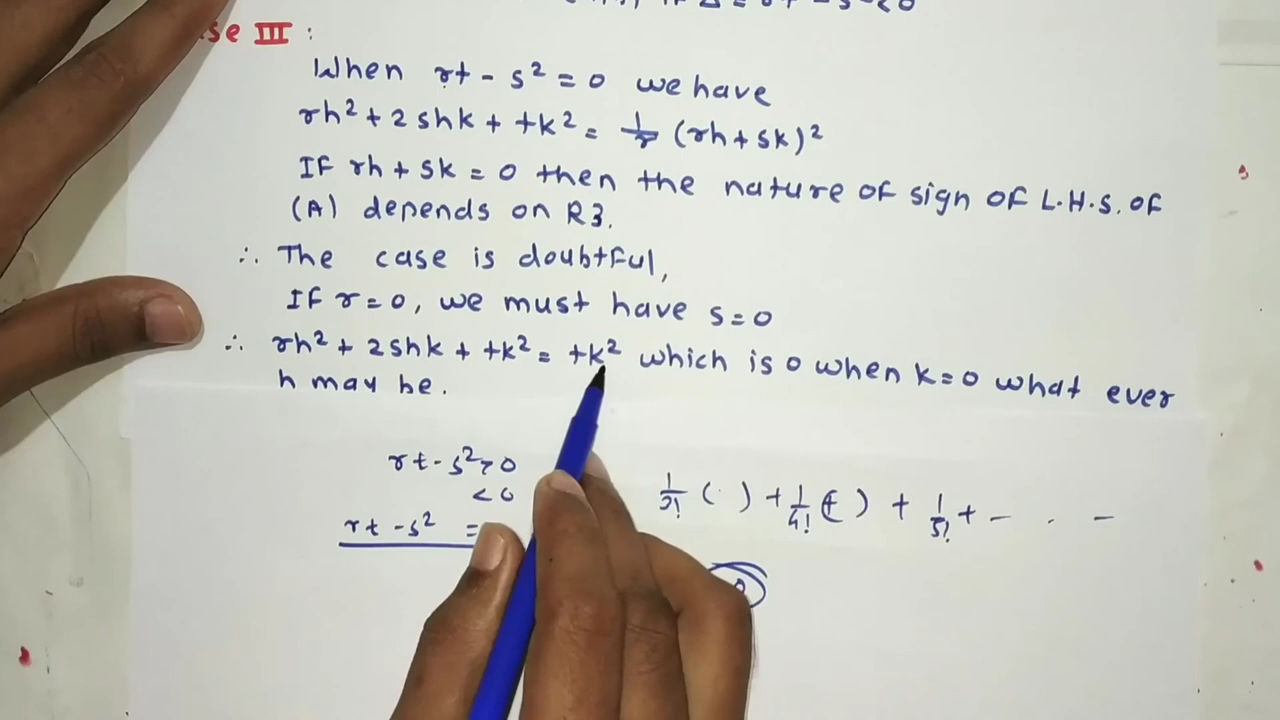 se III :
When rt - s² = 0 we have
rh² + 2shk + tk² = 1/r (rh + sk)²
If rh + sk = 0 then the nature of sign of L.H.S. of
(A) depends on R3.
∴ The case is doubtful,
If r = 0, we must have s = 0
∴ rh² + 2shk + tk² = tk² which is 0 when k = 0 what ever
h may be.
rt - s² > 0
< 0
rt - s² =
1/3! ( ) + 1/4! ( ) + 1/5! + - . -